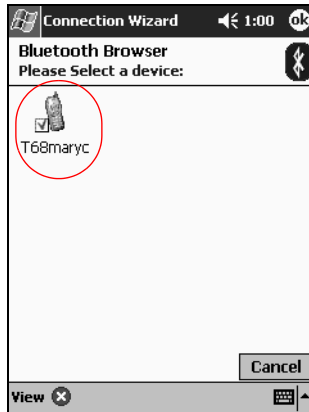 Connection Wizard 1:00 ok
Bluetooth Browser
Please Select a device:
T68maryc
Cancel
View